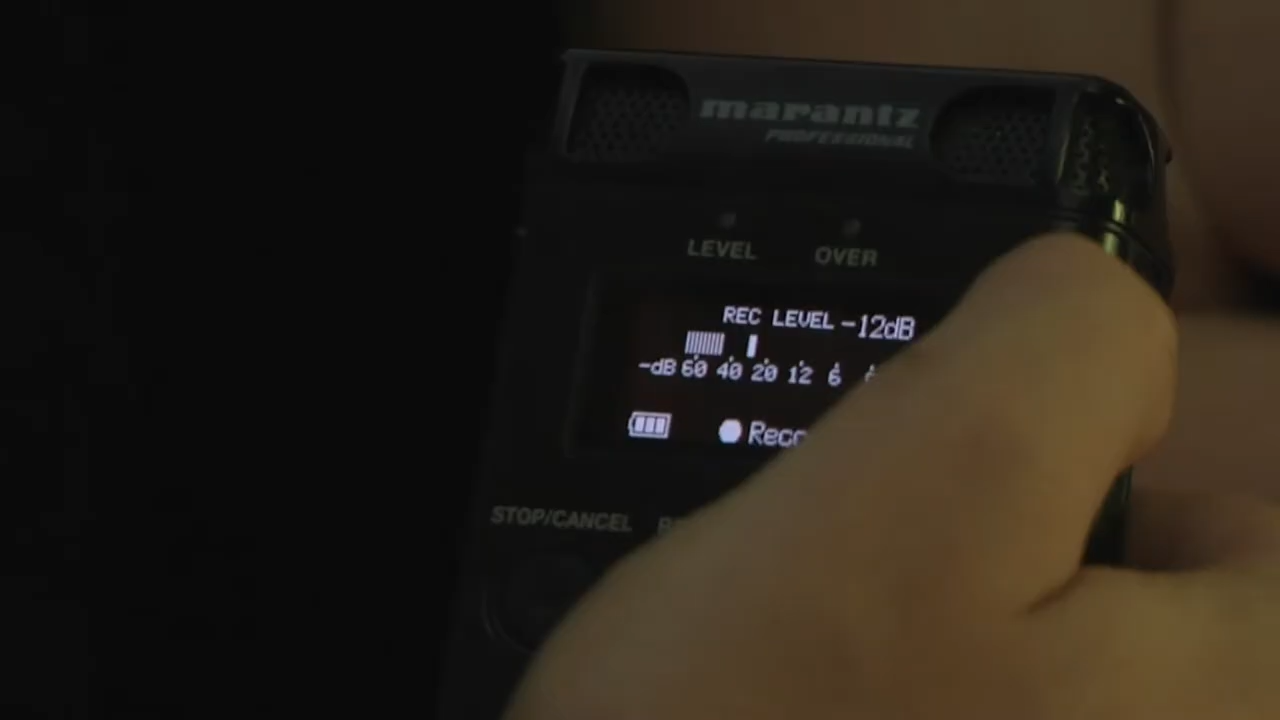 marantz
PROFESSIONAL
LEVEL OVER
REC LEVEL -12dB
-dB 60 40 20 12 6
STOP/CANCEL